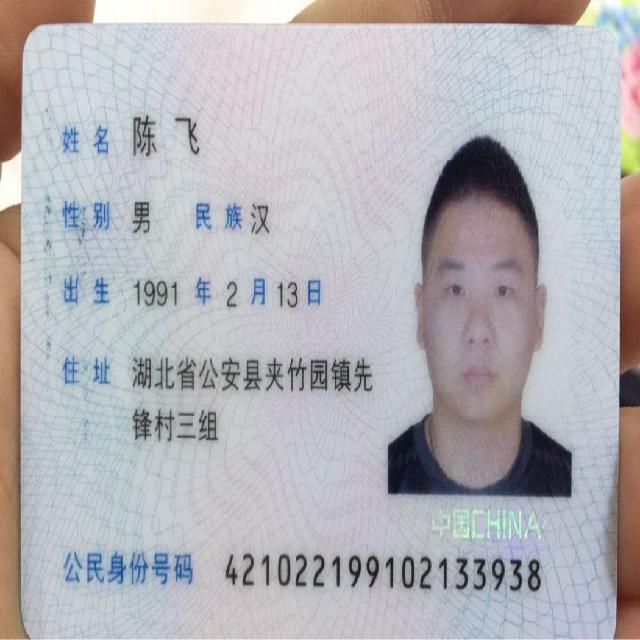 姓名 陈飞
性别 男 民族 汉
出生 1991 年 2 月 13 日
住址 湖北省公安县夹竹园镇先
锋村三组
中国CHINA
公民身份号码 421022199102133938